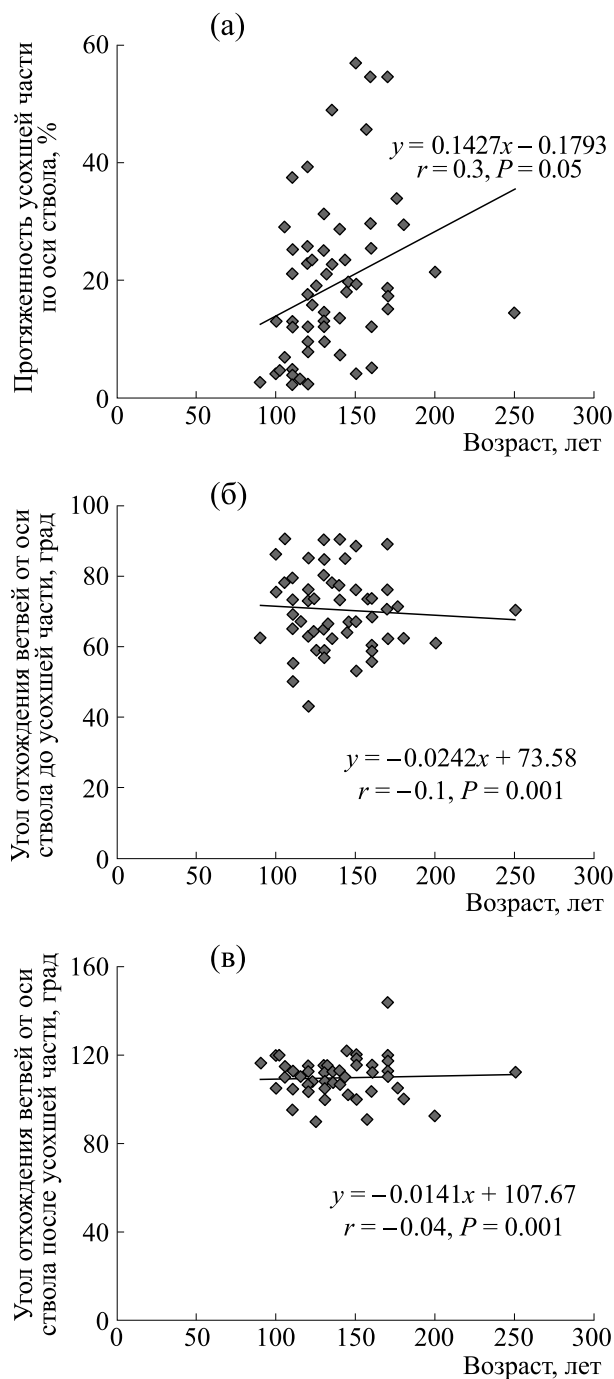 (а)
Протяженность усохшей части
по оси ствола, %
60
40
20
0
y = 0.1427x − 0.1793
r = 0.3, P = 0.05
0 50 100 150 200 250 300
Возраст, лет
(б)
Угол отхождения ветвей от оси
ствола до усохшей части, град
100
80
60
40
20
0
y = −0.0242x + 73.58
r = −0.1, P = 0.001
0 50 100 150 200 250 300
Возраст, лет
(в)
Угол отхождения ветвей от оси
ствола после усохшей части, град
160
120
80
40
0
y = −0.0141x + 107.67
r = −0.04, P = 0.001
0 50 100 150 200 250 300
Возраст, лет